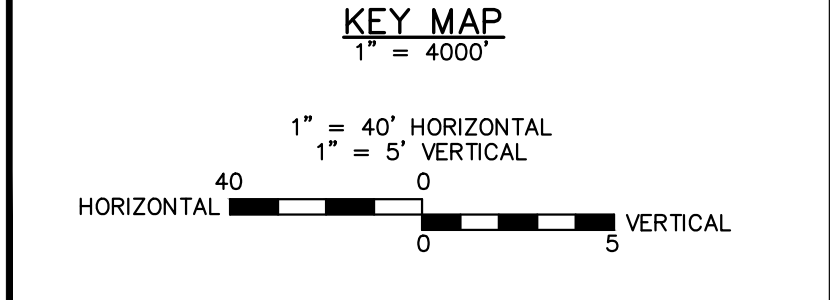 KEY MAP
1" = 4000'
1" = 40' HORIZONTAL
1" = 5' VERTICAL
40 0
HORIZONTAL
VERTICAL
0 5